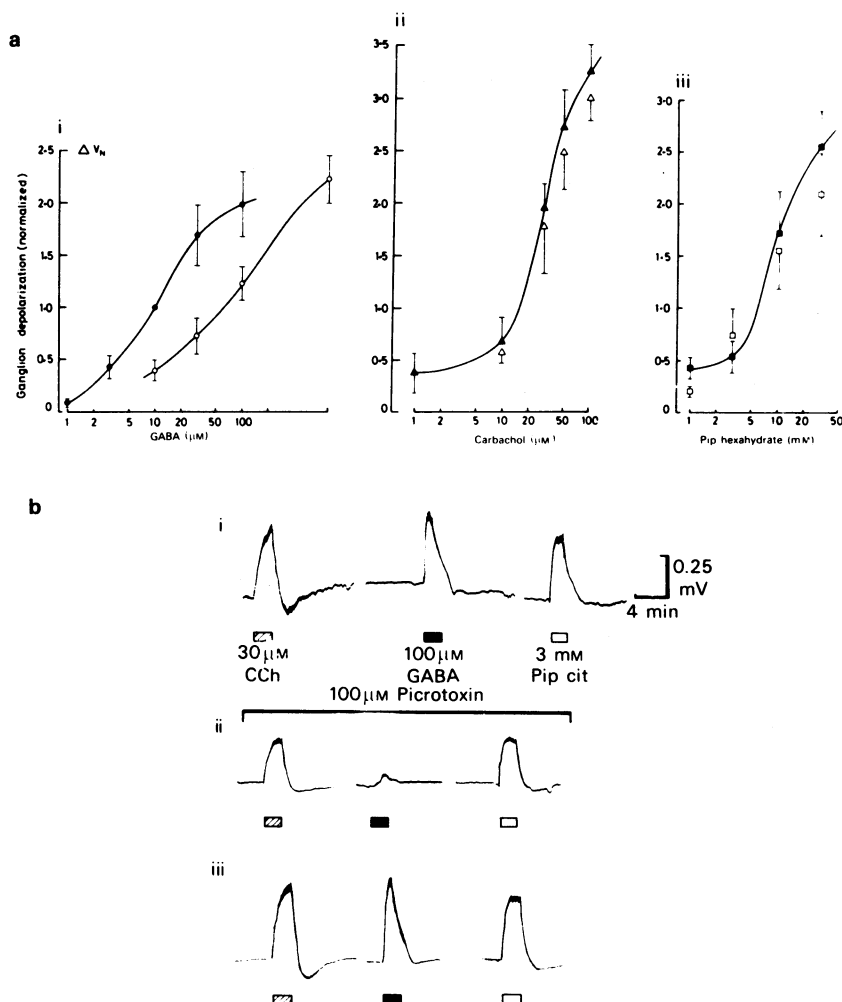 a
i
Δ VN
Ganglion depolarization (normalized)
2·5
2·0
1·5
1·0
0·5
0
1 2 5 10 20 50 100
GABA (μM)
ii
3·5
3·0
2·5
2·0
1·5
1·0
0·5
0
1 2 5 10 20 50 100
Carbachol (μM)
iii
3·0
2·5
2·0
1·5
1·0
0·5
0
1 2 5 10 20 50
Pip hexahydrate (mM)
b
i
0.25
mV
4 min
30 μM 100 μM 3 mM
CCh GABA Pip cit
100 μM Picrotoxin
ii
iii